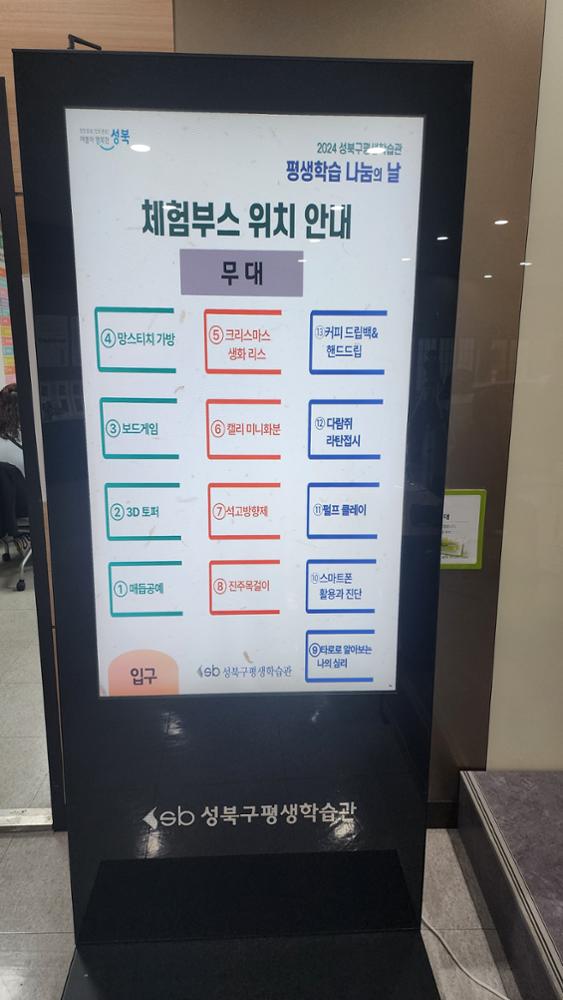 더불어 행복한 성북
2024 성북구평생학습관
평생학습 나눔의 날
체험부스 위치 안내
무대
④ 망스티치 가방
⑤ 크리스마스
생화 리스
⑬ 커피 드립백&
핸드드립
③ 보드게임
⑥ 캘리 미니화분
⑫ 다람쥐
라탄접시
② 3D 토퍼
⑦ 석고방향제
⑪ 펄프 클레이
① 매듭공예
⑧ 진주목걸이
⑩ 스마트폰
활용과 진단
⑨ 타로로 알아보는
나의 심리
입구
sb 성북구평생학습관
sb 성북구평생학습관